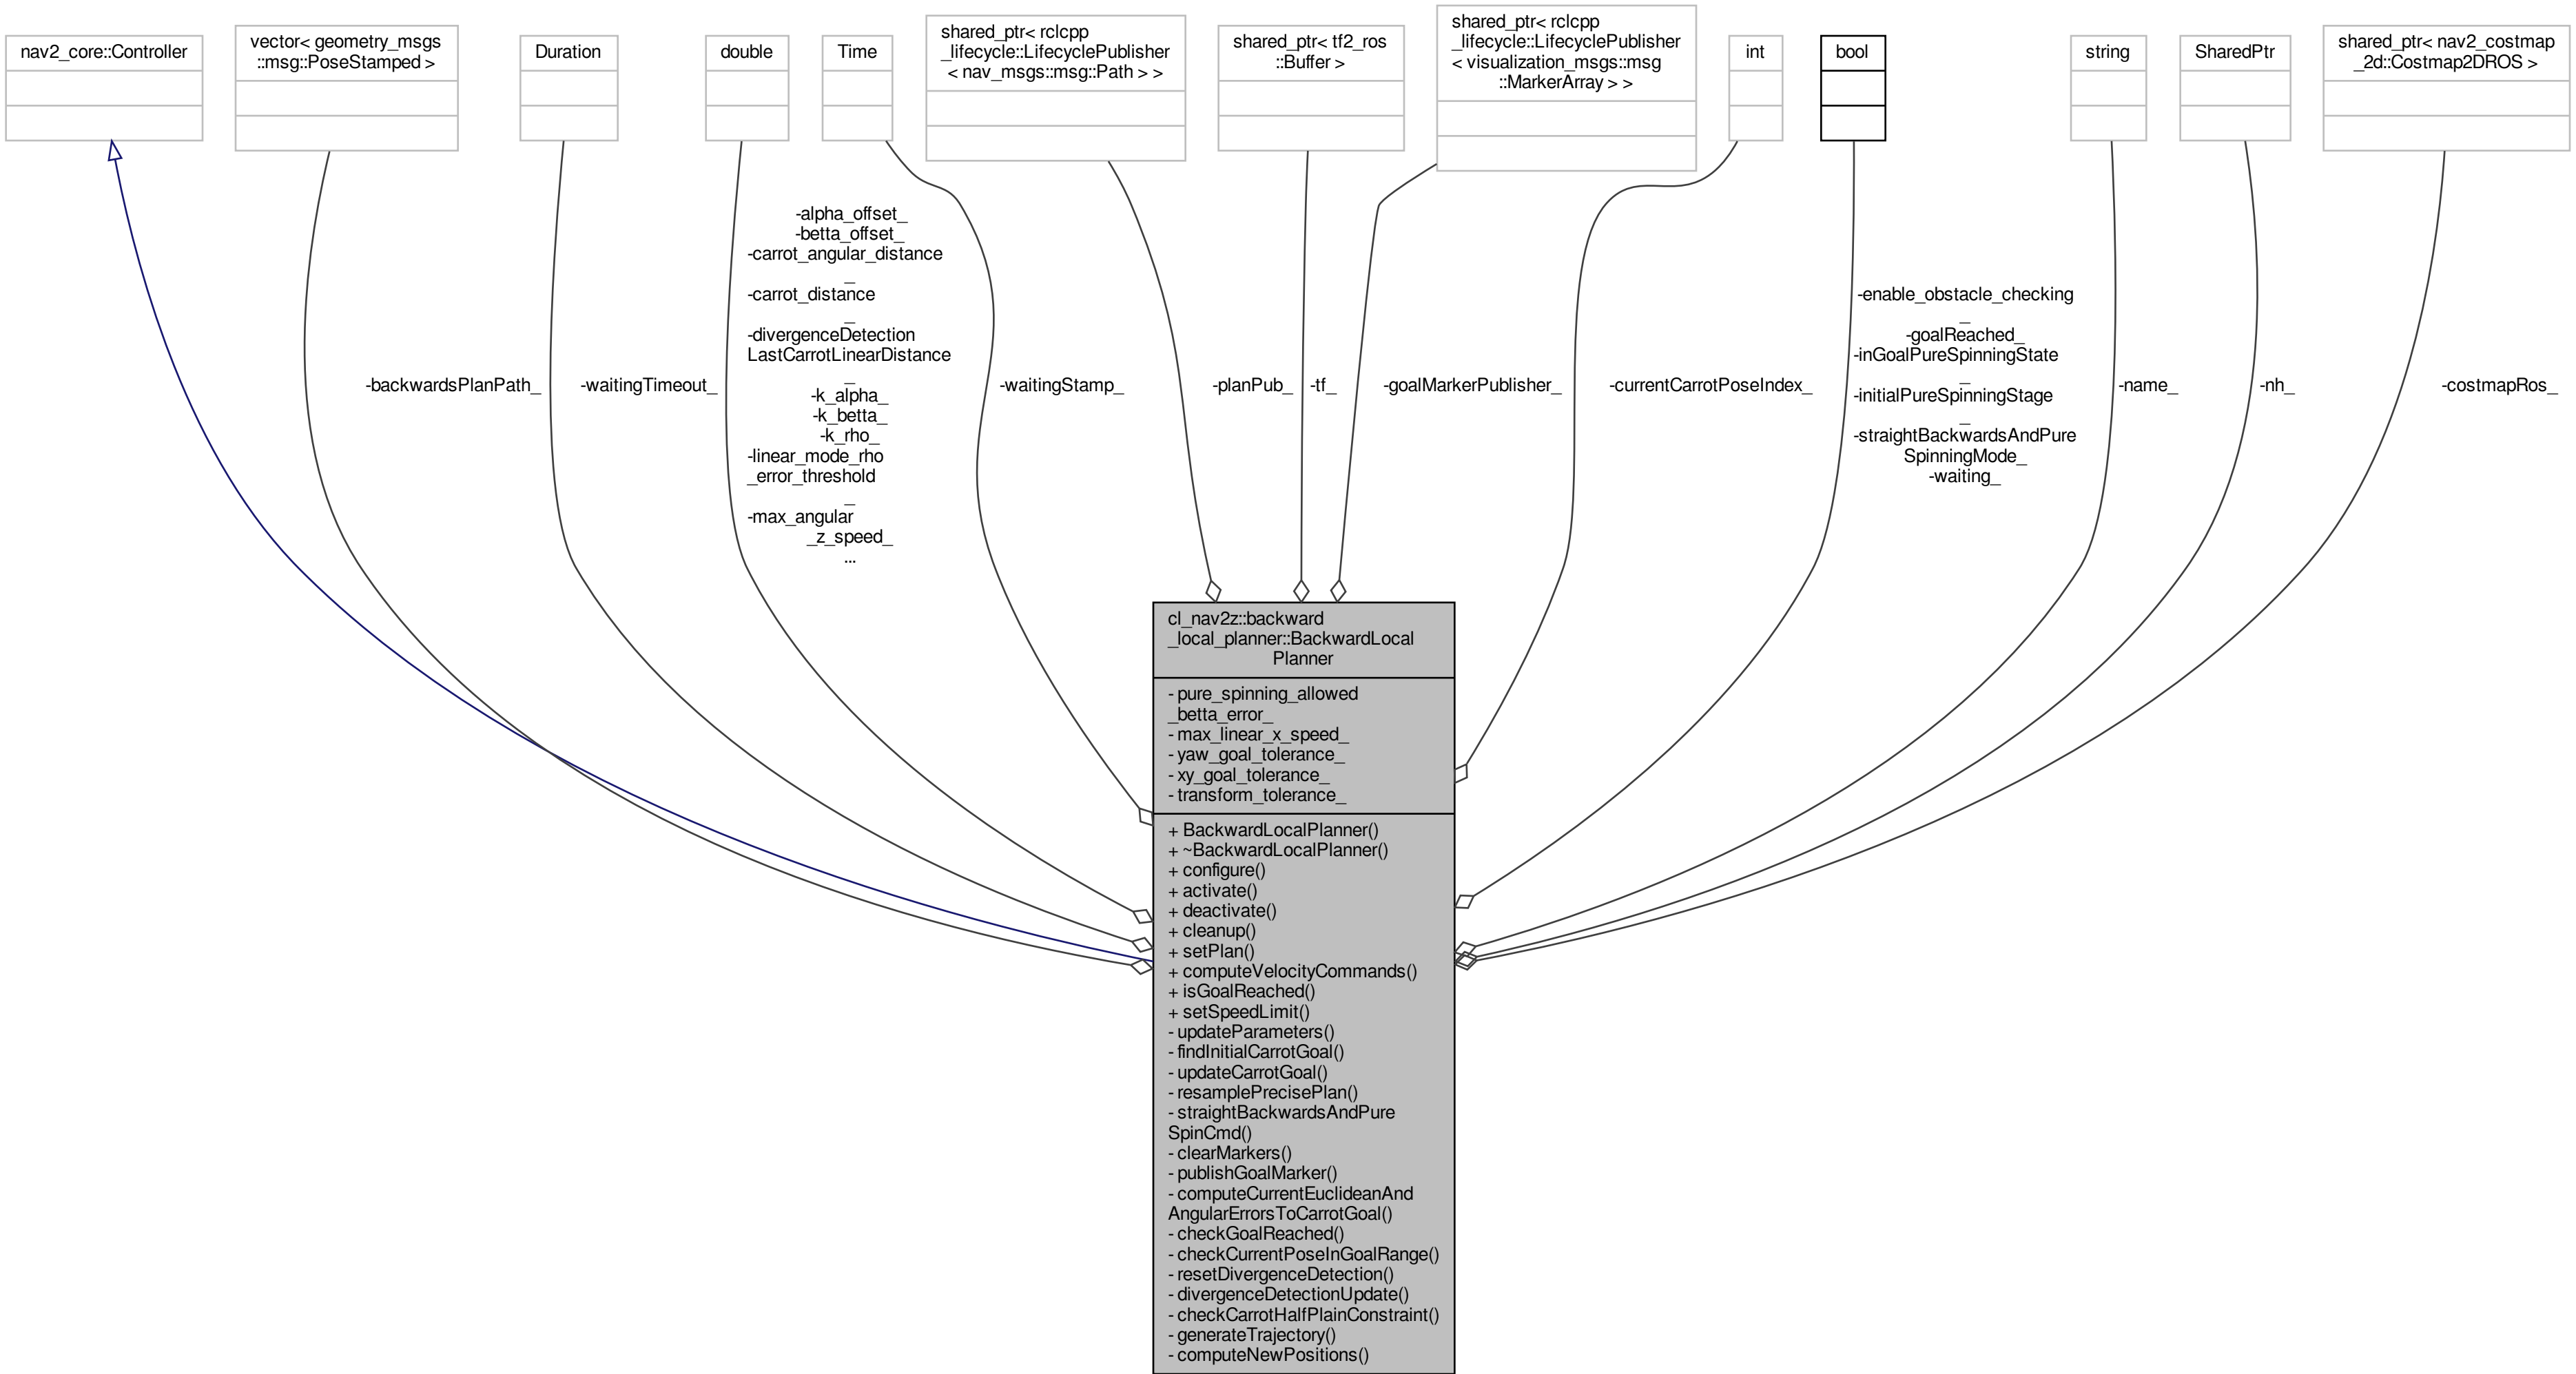 nav2_core::Controller
vector< geometry_msgs
::msg::PoseStamped >
Duration
double
Time
shared_ptr< rclcpp
_lifecycle::LifecyclePublisher
< nav_msgs::msg::Path > >
shared_ptr< tf2_ros
::Buffer >
shared_ptr< rclcpp
_lifecycle::LifecyclePublisher
< visualization_msgs::msg
::MarkerArray > >
int
bool
string
SharedPtr
shared_ptr< nav2_costmap
_2d::Costmap2DROS >
-backwardsPlanPath_
-waitingTimeout_
-alpha_offset_
-betta_offset_
-carrot_angular_distance
_
-carrot_distance
_
-divergenceDetection
LastCarrotLinearDistance
_
-k_alpha_
-k_betta_
-k_rho_
-linear_mode_rho
_error_threshold
_
-max_angular
_z_speed_
...
-waitingStamp_
-planPub_
-tf_
-goalMarkerPublisher_
-currentCarrotPoseIndex_
-enable_obstacle_checking
_
-goalReached_
-inGoalPureSpinningState
_
-initialPureSpinningStage
_
-straightBackwardsAndPure
SpinningMode_
-waiting_
-name_
-nh_
-costmapRos_
cl_nav2z::backward
_local_planner::BackwardLocal
Planner
- pure_spinning_allowed
_betta_error_
- max_linear_x_speed_
- yaw_goal_tolerance_
- xy_goal_tolerance_
- transform_tolerance_
+ BackwardLocalPlanner()
+ ~BackwardLocalPlanner()
+ configure()
+ activate()
+ deactivate()
+ cleanup()
+ setPlan()
+ computeVelocityCommands()
+ isGoalReached()
+ setSpeedLimit()
- updateParameters()
- findInitialCarrotGoal()
- updateCarrotGoal()
- resamplePrecisePlan()
- straightBackwardsAndPure
SpinCmd()
- clearMarkers()
- publishGoalMarker()
- computeCurrentEuclideanAnd
AngularErrorsToCarrotGoal()
- checkGoalReached()
- checkCurrentPoseInGoalRange()
- resetDivergenceDetection()
- divergenceDetectionUpdate()
- checkCarrotHalfPlainConstraint()
- generateTrajectory()
- computeNewPositions()